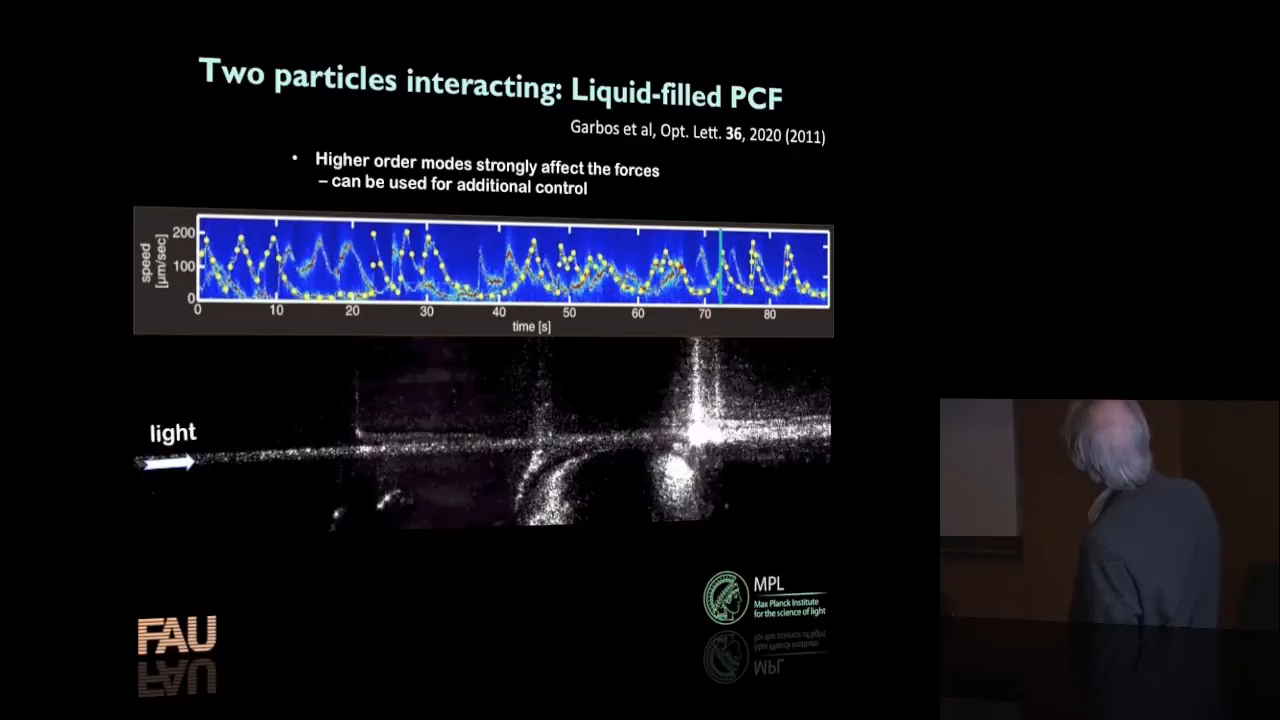 Two particles interacting: Liquid-filled PCF
Garbos et al, Opt. Lett. 36, 2020 (2011)
• Higher order modes strongly affect the forces
– can be used for additional control
speed
[µm/sec]
200
100
0
0 10 20 30 40 50 60 70 80
time [s]
light
MPL
Max Planck Institute
for the science of light
FAU